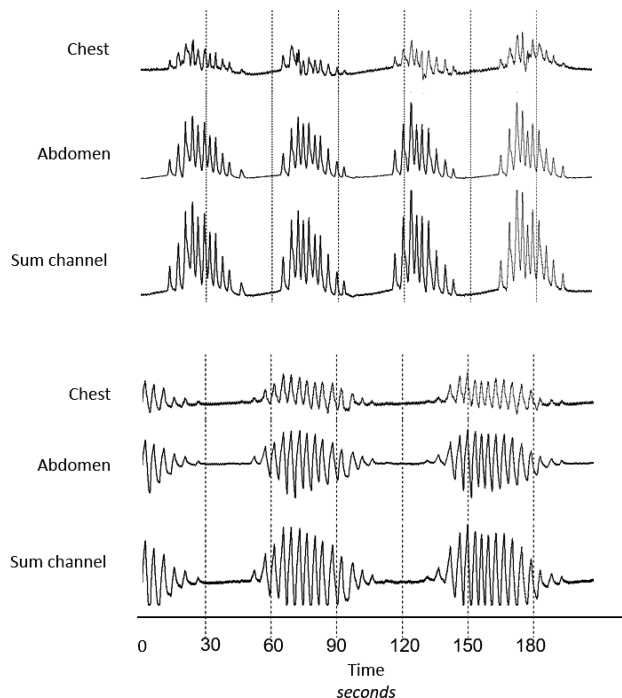 Chest
Abdomen
Sum channel
Chest
Abdomen
Sum channel
0 30 60 90 120 150 180
Time
seconds